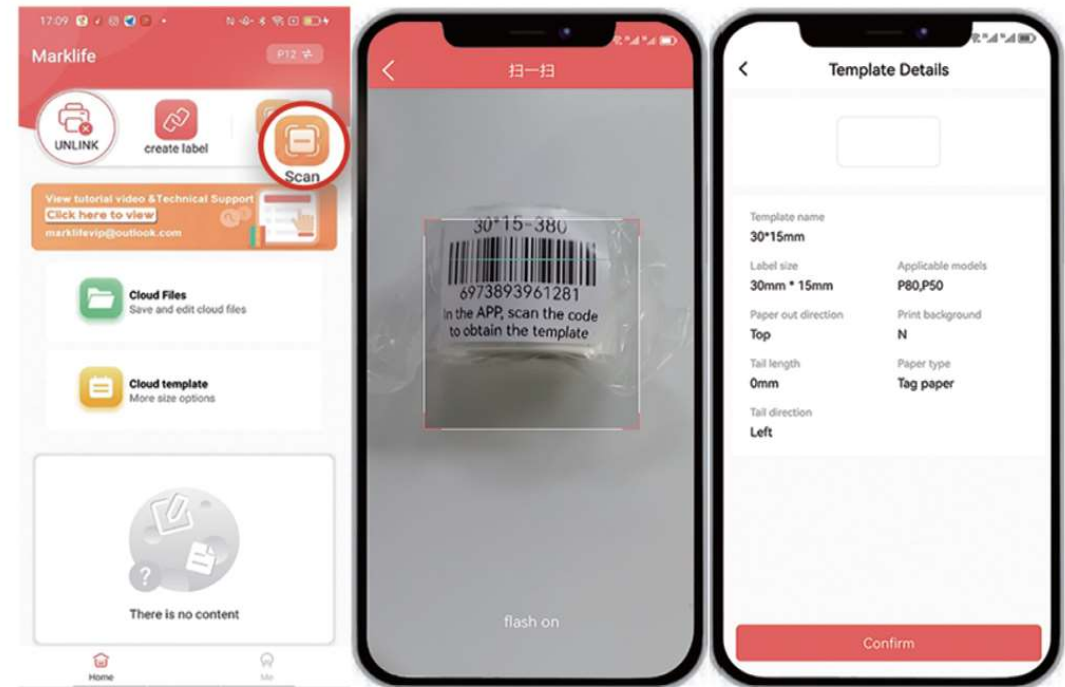 17:09
Marklife
P12
UNLINK
create label
Scan
View tutorial video &Technical Support
Click here to view
marklifevip@outlook.com
Cloud Files
Save and edit cloud files
Cloud template
More size options
?
There is no content
Home
Me
扫一扫
30*15-380
6973893961281
In the APP, scan the code
to obtain the template
flash on
Template Details
Template name
30*15mm
Label size
30mm * 15mm
Applicable models
P80,P50
Paper out direction
Top
Print background
N
Tail length
0mm
Paper type
Tag paper
Tail direction
Left
Confirm